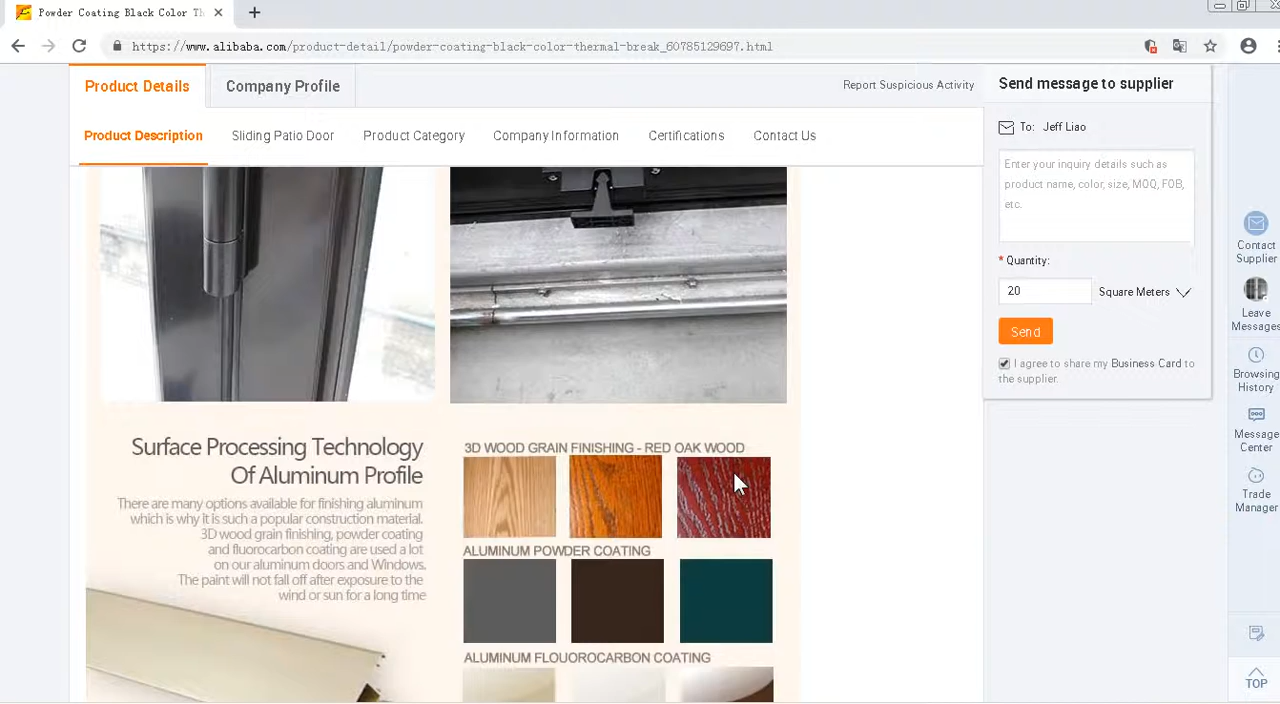 Powder Coating Black Color Th
https://www.alibaba.com/product-detail/powder-coating-black-color-thermal-break_60785129697.html
Product Details
Company Profile
Report Suspicious Activity
Product Description
Sliding Patio Door
Product Category
Company Information
Certifications
Contact Us
Surface Processing Technology
Of Aluminum Profile
There are many options available for finishing aluminum
which is why it is such a popular construction material.
3D wood grain finishing, powder coating
and fluorocarbon coating are used a lot
on our aluminum doors and Windows.
The paint will not fall off after exposure to the
wind or sun for a long time
3D WOOD GRAIN FINISHING - RED OAK WOOD
ALUMINUM POWDER COATING
ALUMINUM FLOUOROCARBON COATING
Send message to supplier
To: Jeff Liao
Enter your inquiry details such as
product name, color, size, MOQ, FOB,
etc.
* Quantity:
20
Square Meters
Send
I agree to share my Business Card to
the supplier.
Contact
Supplier
Leave
Messages
Browsing
History
Message
Center
Trade
Manager
TOP